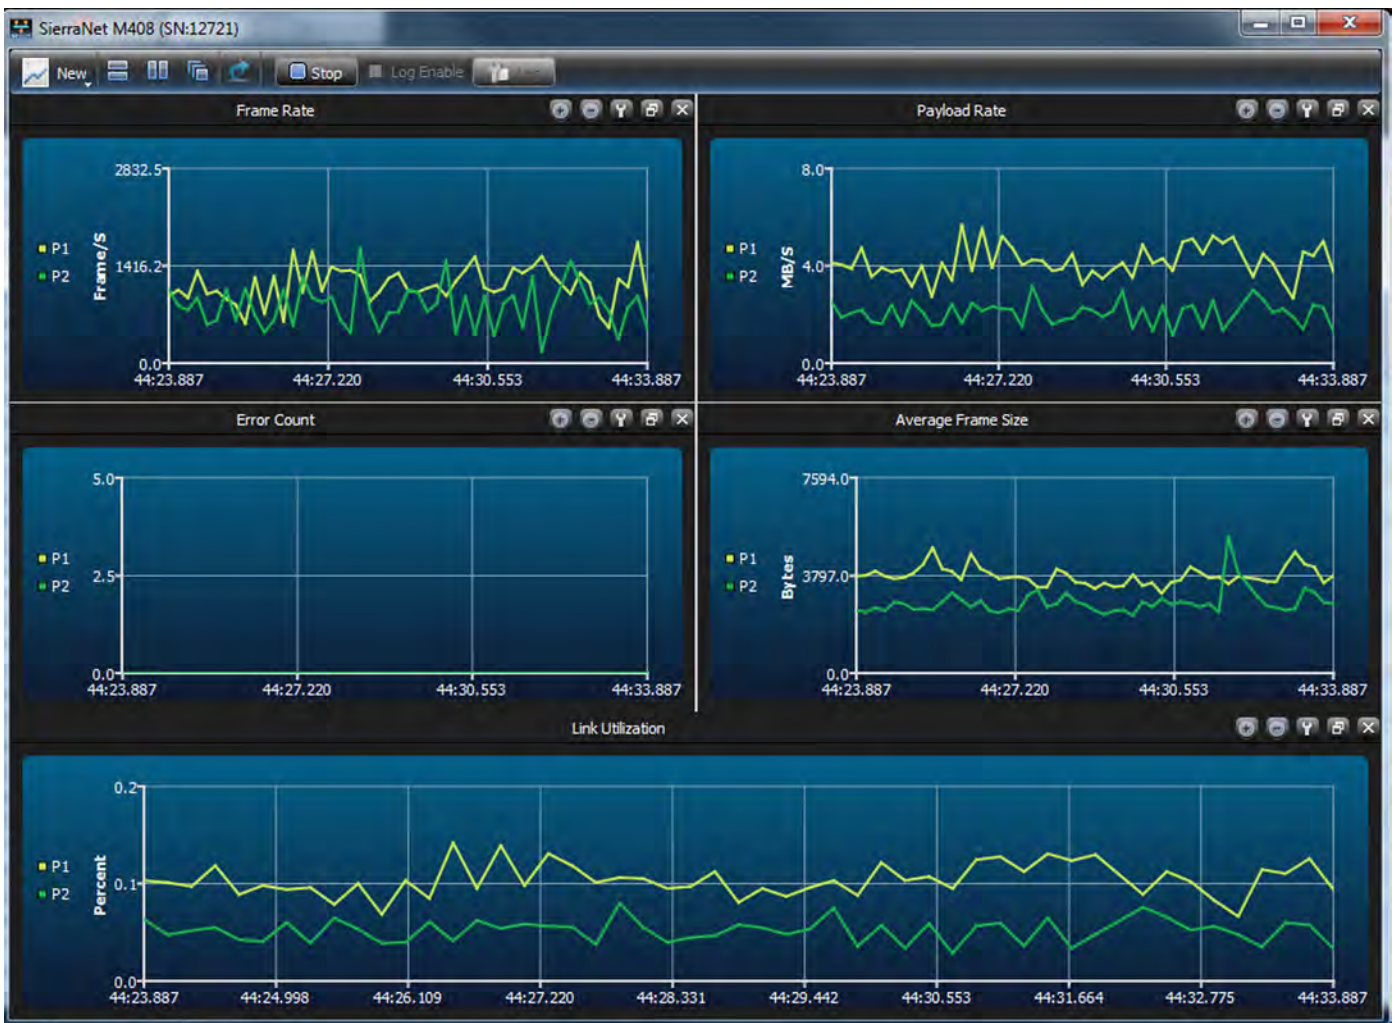 SierraNet M408 (SN:12721)
New Stop Log Enable
Frame Rate
2832.5
1416.2
0.0
Frame/S
P1
P2
44:23.887 44:27.220 44:30.553 44:33.887
Payload Rate
8.0
4.0
0.0
MB/S
P1
P2
44:23.887 44:27.220 44:30.553 44:33.887
Error Count
5.0
2.5
0.0
P1
P2
44:23.887 44:27.220 44:30.553 44:33.887
Average Frame Size
7594.0
3797.0
0.0
Bytes
P1
P2
44:23.887 44:27.220 44:30.553 44:33.887
Link Utilization
0.2
0.1
0.0
Percent
P1
P2
44:23.887 44:24.998 44:26.109 44:27.220 44:28.331 44:29.442 44:30.553 44:31.664 44:32.775 44:33.887